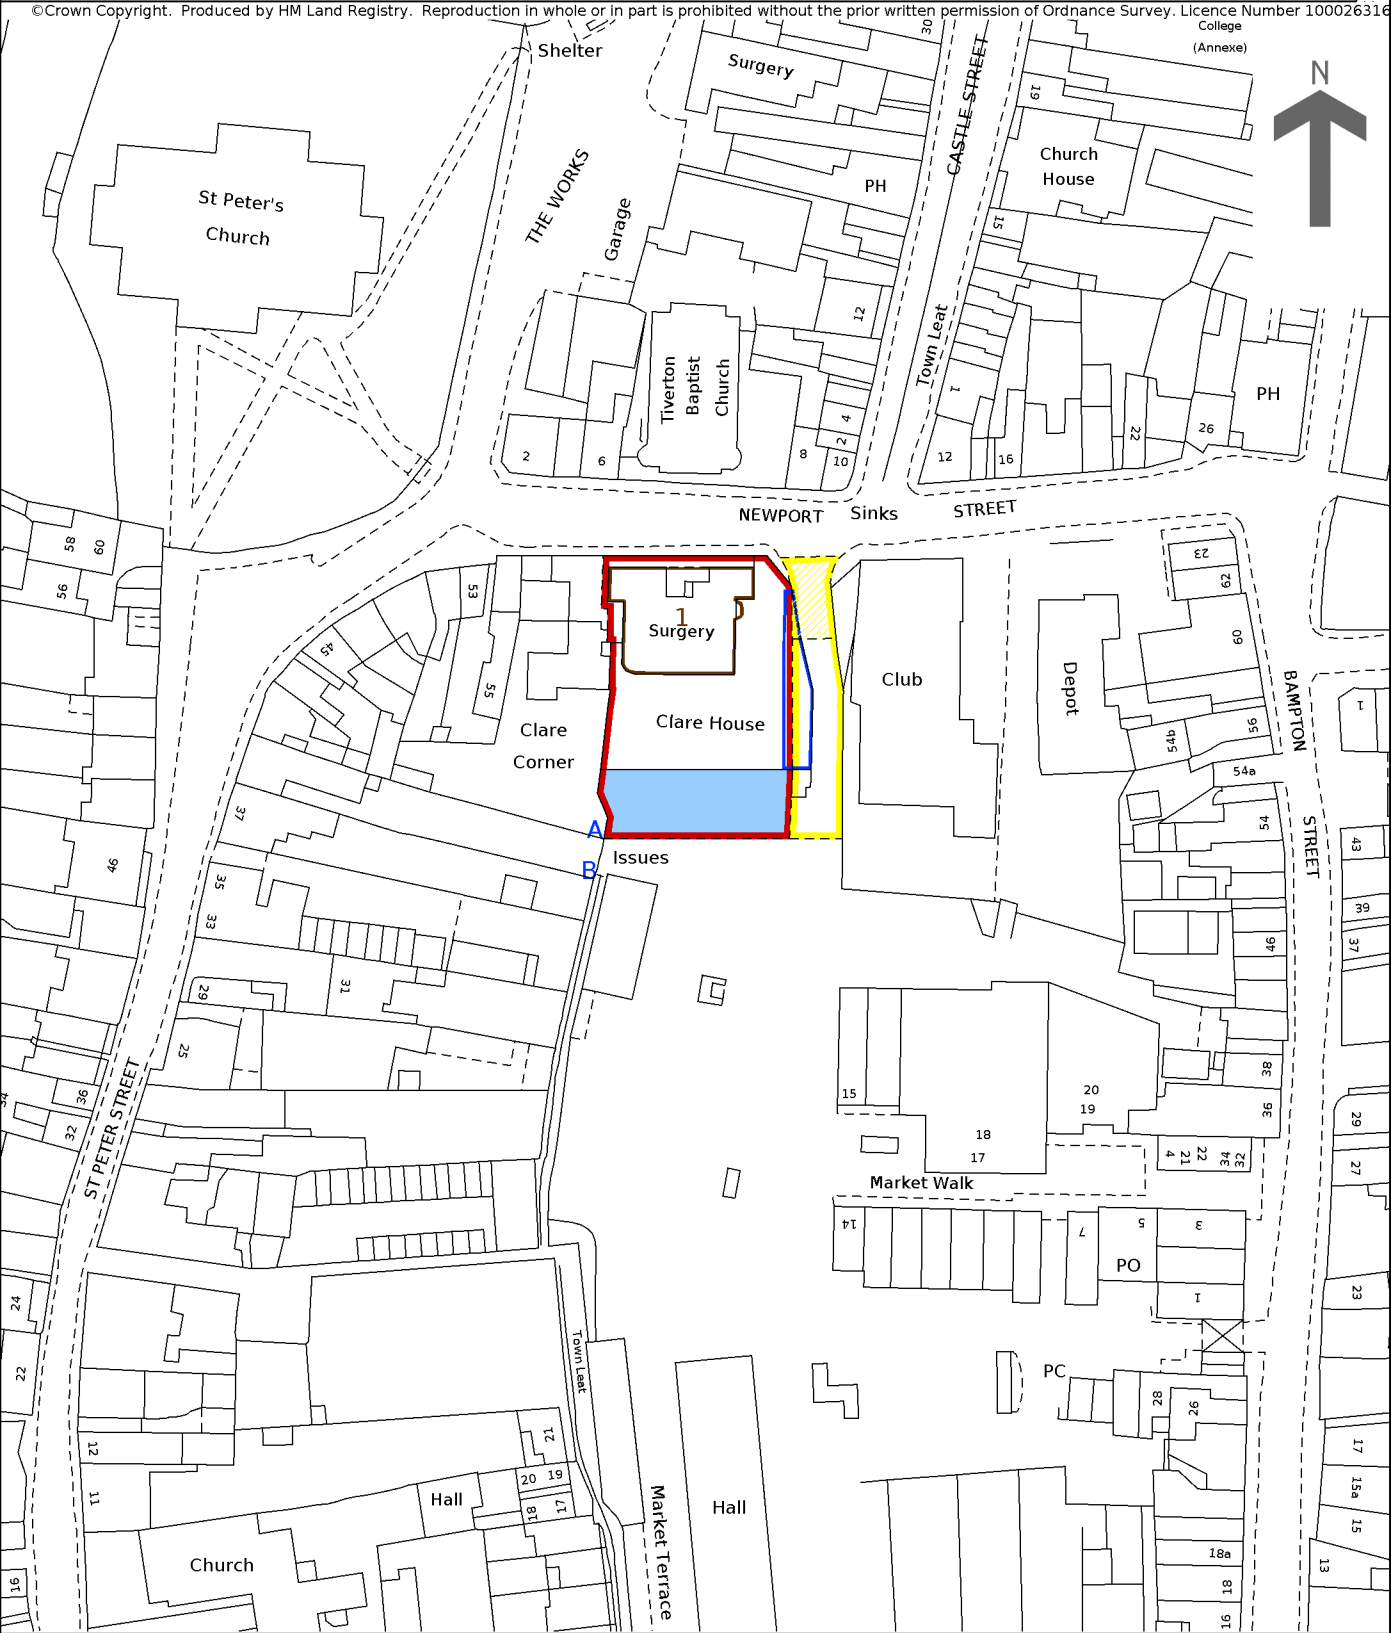 ©Crown Copyright. Produced by HM Land Registry. Reproduction in whole or in part is prohibited without the prior written permission of Ordnance Survey. Licence Number 100026316
College
(Annexe)
30
Shelter
Surgery
CASTLE STREET
N
19
Church
House
St Peter's
Church
THE WORKS
Garage
PH
15
12
Town Leat
Tiverton
Baptist
Church
1
PH
4
2
10
8
2
6
12
16
22
26
NEWPORT
Sinks
STREET
58
60
56
53
45
55
1
Surgery
Club
Clare House
Clare
Corner
Depot
23
62
60
56
54b
54a
54
BAMPTON
STREET
1
37
46
A
B
Issues
35
33
31
29
25
43
39
37
46
38
36
29
27
34
36
32
ST PETER STREET
15
20
19
18
17
4
21
22
34
32
Market Walk
14
7
5
3
PO
1
23
24
22
Town Leat
PC
28
26
12
11
21
20
19
18
17
Hall
Hall
Market Terrace
Church
16
17
15a
15
13
18a
18
16